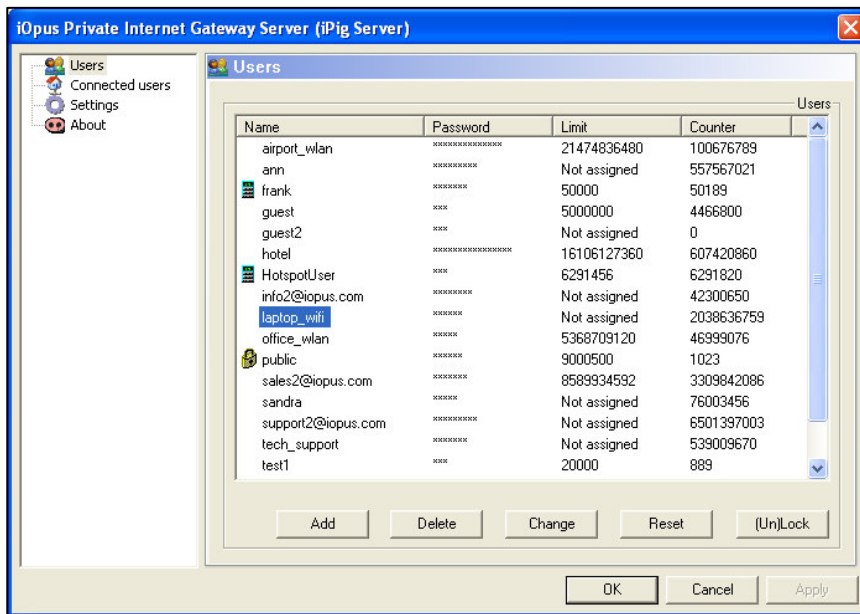 iOpus Private Internet Gateway Server (iPig Server)
Users
Connected users
Settings
About
Users
Users
Name Password Limit Counter
airport_wlan ************** 21474836480 100676789
ann ********* Not assigned 557567021
frank ******* 50000 50189
guest *** 5000000 4466800
guest2 *** Not assigned 0
hotel **************** 16106127360 607420860
HotspotUser *** 6291456 6291820
info2@iopus.com ******** Not assigned 42300650
laptop_wifi ****** Not assigned 2038636759
office_wlan ***** 5368709120 46999076
public ****** 9000500 1023
sales2@iopus.com ******* 8589934592 3309842086
sandra ***** Not assigned 76003456
support2@iopus.com ********* Not assigned 6501397003
tech_support ******* Not assigned 539009670
test1 *** 20000 889
Add Delete Change Reset (Un)Lock
OK Cancel Apply